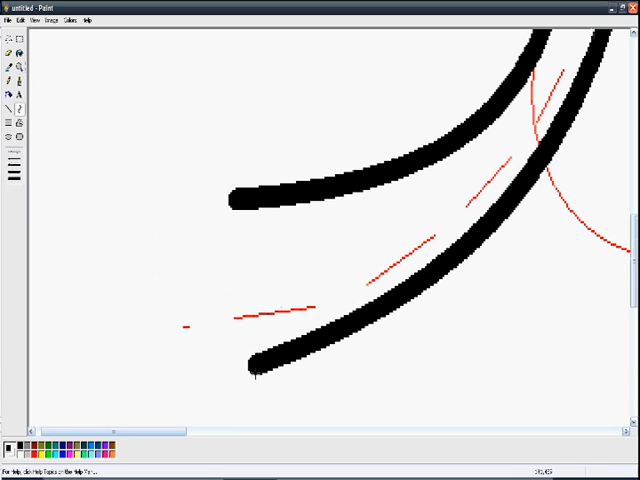 untitled - Paint
File Edit View Image Colors Help
A
For Help, click Help Topics on the Help Menu.